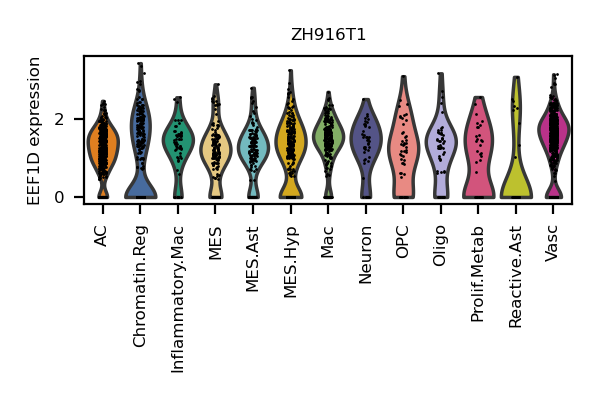 ZH916T1
EEF1D expression
2
0
AC
Chromatin.Reg
Inflammatory.Mac
MES
MES.Ast
MES.Hyp
Mac
Neuron
OPC
Oligo
Prolif.Metab
Reactive.Ast
Vasc